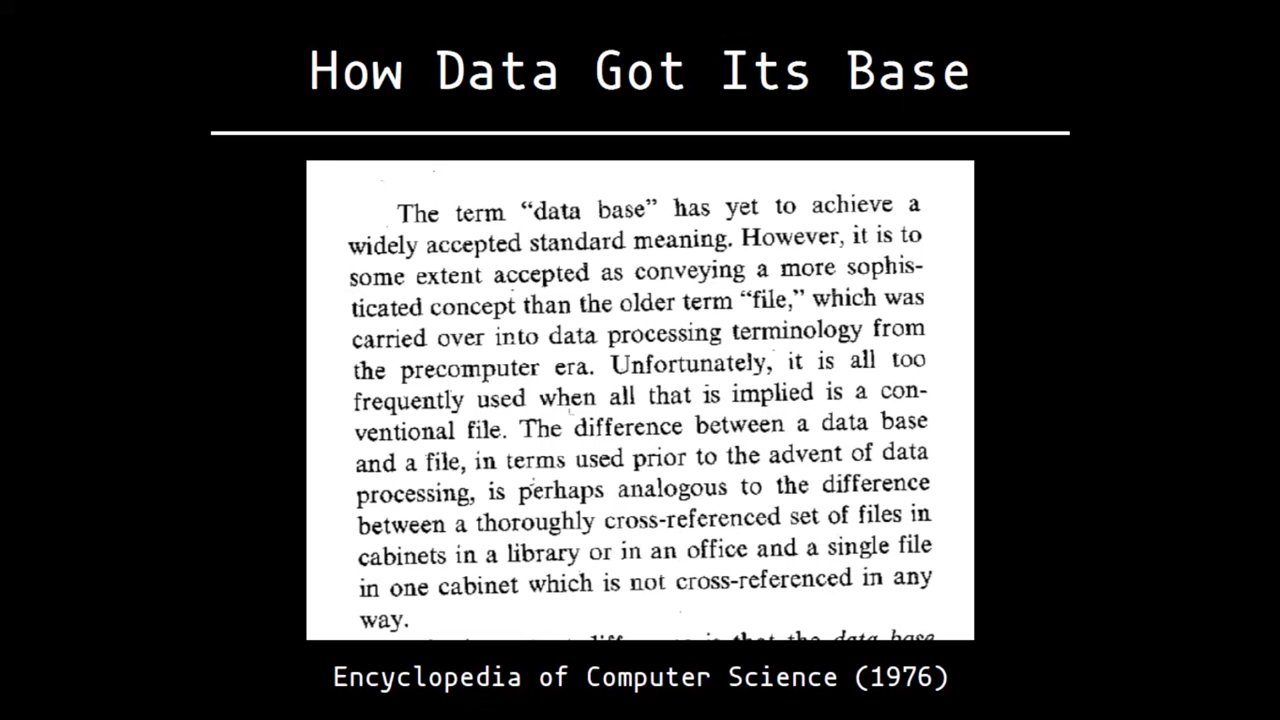 How Data Got Its Base
The term “data base” has yet to achieve a
widely accepted standard meaning. However, it is to
some extent accepted as conveying a more sophis-
ticated concept than the older term “file,” which was
carried over into data processing terminology from
the precomputer era. Unfortunately, it is all too
frequently used when all that is implied is a con-
ventional file. The difference between a data base
and a file, in terms used prior to the advent of data
processing, is perhaps analogous to the difference
between a thoroughly cross-referenced set of files in
cabinets in a library or in an office and a single file
in one cabinet which is not cross-referenced in any
way.
is that the data base
Encyclopedia of Computer Science (1976)